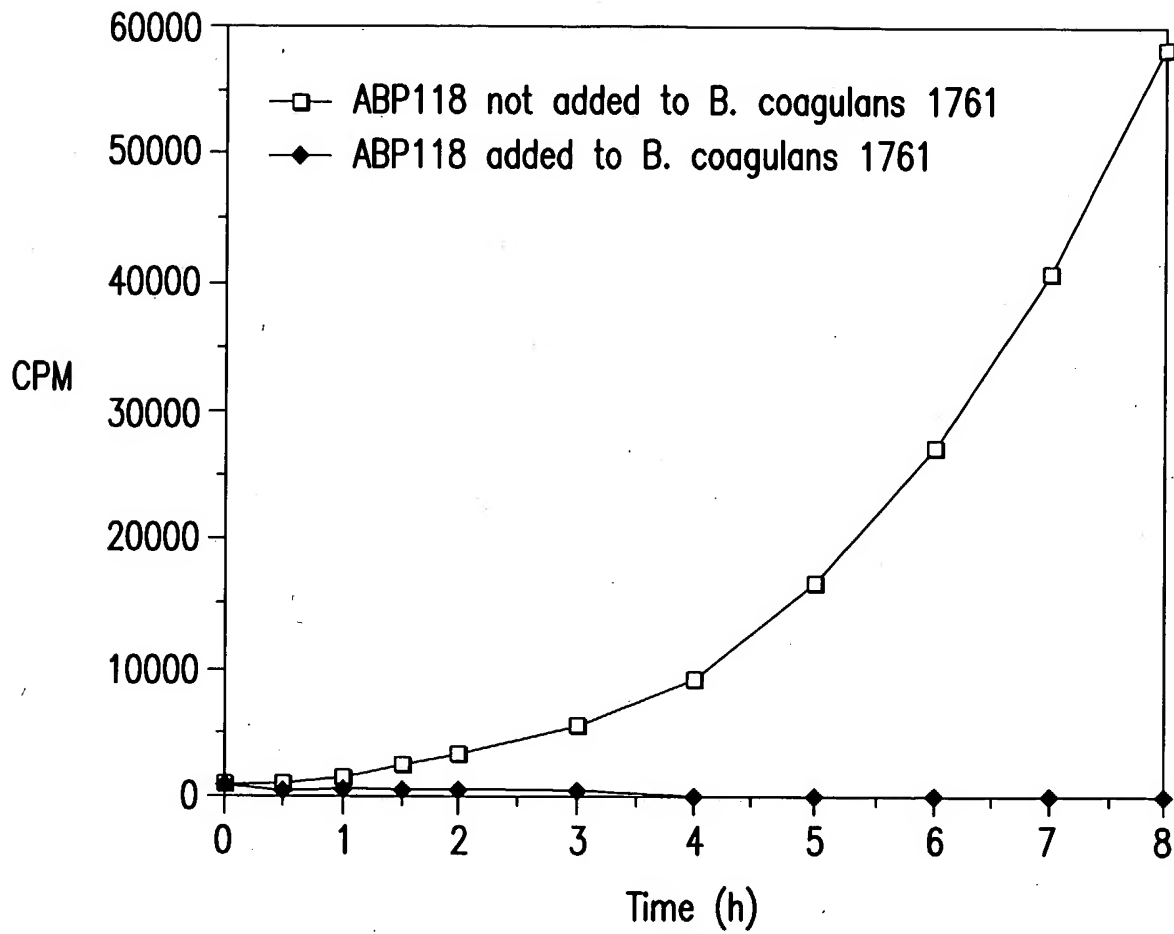 60000
50000
40000
30000
20000
10000
0
CPM
ABP118 not added to B. coagulans 1761
ABP118 added to B. coagulans 1761
0 1 2 3 4 5 6 7 8
Time (h)